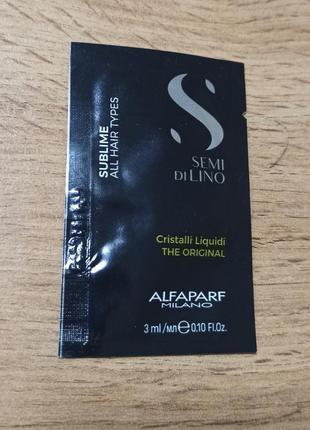 SUBLIME
ALL HAIR TYPES
SEMI
DI LINO
Cristalli Liquidi
THE ORIGINAL
ALFAPARF
MILANO
3 ml /мл ℮ 0.10 Fl.Oz.